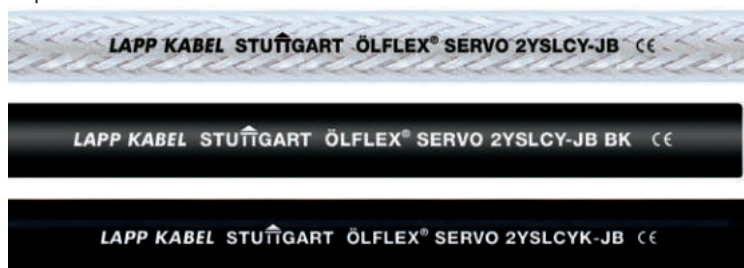 LAPP KABEL STUTTGART ÖLFLEX® SERVO 2YSLCY-JB CE
LAPP KABEL STUTTGART ÖLFLEX® SERVO 2YSLCY-JB BK CE
LAPP KABEL STUTTGART ÖLFLEX® SERVO 2YSLCYK-JB CE